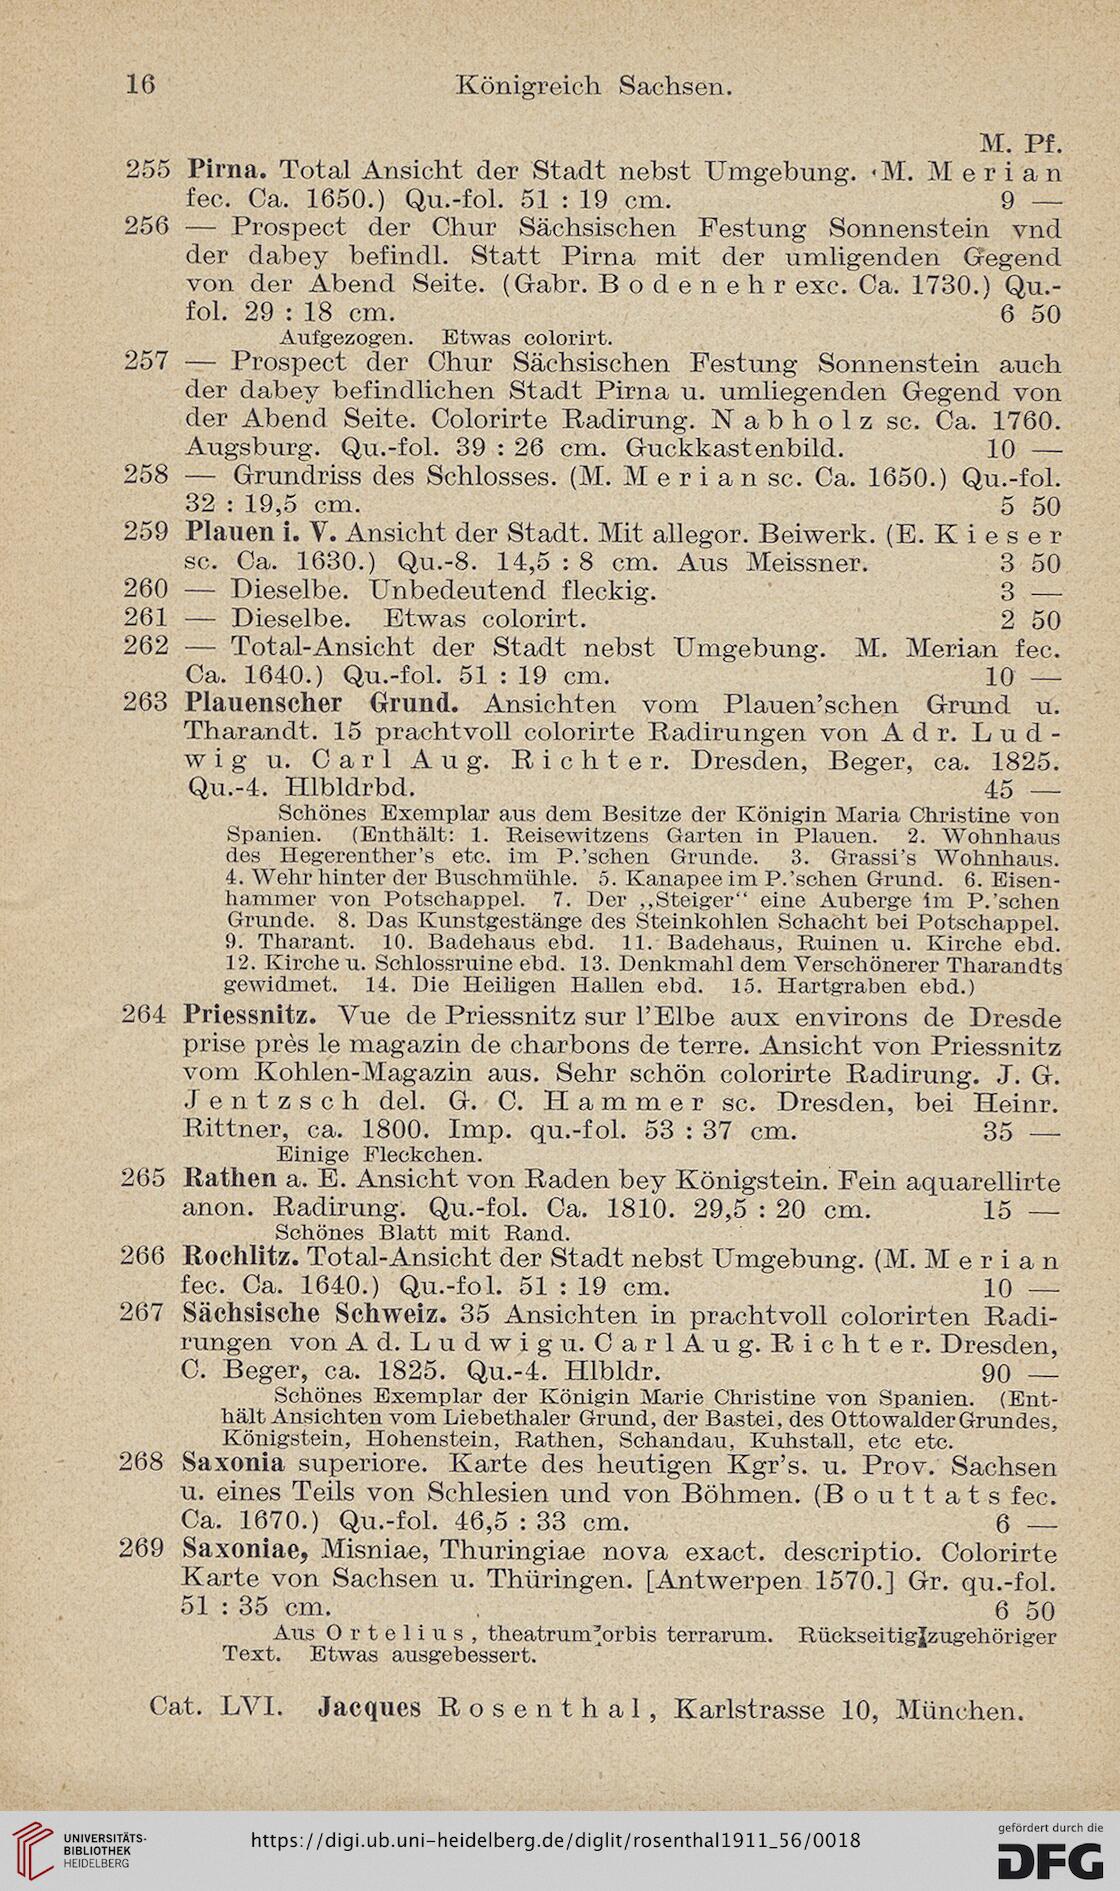 16 Königreich Sachsen.
M. Pf.
255 Pirna. Total Ansicht der Stadt nebst Umgebung. (M. Merian
fec. Ca. 1650.) Qu.-fol. 51 : 19 cm. 9 —
256 — Prospect der Chur Sächsischen Festung Sonnenstein vnd
der dabey befindl. Statt Pirna mit der umligenden Gegend
von der Abend Seite. (Gabr. Bodenehr exc. Ca. 1730.) Qu.-
fol. 29 : 18 cm. 6 50
Aufgezogen. Etwas colorirt.
257 — Prospect der Chur Sächsischen Festung Sonnenstein auch
der dabey befindlichen Stadt Pirna u. umliegenden Gegend von
der Abend Seite. Colorirte Radirung. Nabholz sc. Ca. 1760.
Augsburg. Qu.-fol. 39 : 26 cm. Guckkastenbild. 10 —
258 — Grundriss des Schlosses. (M. Merian sc. Ca. 1650.) Qu.-fol.
32 : 19,5 cm. 5 50
259 Plauen i. V. Ansicht der Stadt. Mit allegor. Beiwerk. (E. Kieser
sc. Ca. 1630.) Qu.-8. 14,5 : 8 cm. Aus Meissner. 3 50
260 — Dieselbe. Unbedeutend fleckig. 3 —
261 — Dieselbe. Etwas colorirt. 2 50
262 — Total-Ansicht der Stadt nebst Umgebung. M. Merian fec.
Ca. 1640.) Qu.-fol. 51 : 19 cm. 10 —
263 Plauenscher Grund. Ansichten vom Plauen'schen Grund u.
Tharandt. 15 prachtvoll colorirte Radirungen von Adr. Lud-
wig u. Carl Aug. Richter. Dresden, Beger, ca. 1825.
Qu.-4. Hlbldrbd. 45 —
Schönes Exemplar aus dem Besitze der Königin Maria Christine von
Spanien. (Enthält: 1. Reisewitzens Garten in Plauen. 2. Wohnhaus
des Hegerenther's etc. im P.'schen Grunde. 3. Grassi's Wohnhaus.
4. Wehr hinter der Buschmühle. 5. Kanapee im P.'schen Grund. 6. Eisen-
hammer von Potschappel. 7. Der ,,Steiger" eine Auberge im P.'schen
Grunde. 8. Das Kunstgestänge des Steinkohlen Schacht bei Potschappel.
9. Tharant. 10. Badehaus ebd. 11. Badehaus, Ruinen u. Kirche ebd.
12. Kirche u. Schlossruine ebd. 13. Denkmahl dem Verschönerer Tharandts
gewidmet. 14. Die Heiligen Hallen ebd. 15. Hartgraben ebd.)
264 Priessnitz. Vue de Priessnitz sur l'Elbe aux environs de Dresde
prise près le magazin de charbons de terre. Ansicht von Priessnitz
vom Kohlen-Magazin aus. Sehr schön colorirte Radirung. J. G.
Jentzsch del. G. C. Hammer sc. Dresden, bei Heinr.
Rittner, ca. 1800. Imp. qu.-fol. 53 : 37 cm. 35 —
Einige Fleckchen.
265 Rathen a. E. Ansicht von Raden bey Königstein. Fein aquarellirte
anon. Radirung. Qu.-fol. Ca. 1810. 29,5 : 20 cm. 15 —
Schönes Blatt mit Rand.
266 Rochlitz. Total-Ansicht der Stadt nebst Umgebung. (M. Merian
fec. Ca. 1640.) Qu.-fol. 51 : 19 cm. 10 —
267 Sächsische Schweiz. 35 Ansichten in prachtvoll colorirten Radi-
rungen von Ad. Ludwig u. Carl Aug. Richter. Dresden,
C. Beger, ca. 1825. Qu.-4. Hlbldr. 90 —
Schönes Exemplar der Königin Marie Christine von Spanien. (Ent-
hält Ansichten vom Liebethaler Grund, der Bastei, des Ottowalder Grundes,
Königstein, Hohenstein, Rathen, Schandau, Kuhstall, etc etc.
268 Saxonia superiore. Karte des heutigen Kgr's. u. Prov. Sachsen
u. eines Teils von Schlesien und von Böhmen. (Bouttats fec.
Ca. 1670.) Qu.-fol. 46,5 : 33 cm. 6 —
269 Saxoniae, Misniae, Thuringiae nova exact. descriptio. Colorirte
Karte von Sachsen u. Thüringen. [Antwerpen 1570.] Gr. qu.-fol.
51 : 35 cm. 6 50
Aus Ortelius, theatrum orbis terrarum. Rückseitig zugehöriger
Text. Etwas ausgebessert.
Cat. LVI. Jacques Rosenthal, Karlstrasse 10, München.
UNIVERSITÄTS-
BIBLIOTHEK
HEIDELBERG
https://digi.ub.uni-heidelberg.de/diglit/rosenthal1911_56/0018
gefördert durch die
DFG